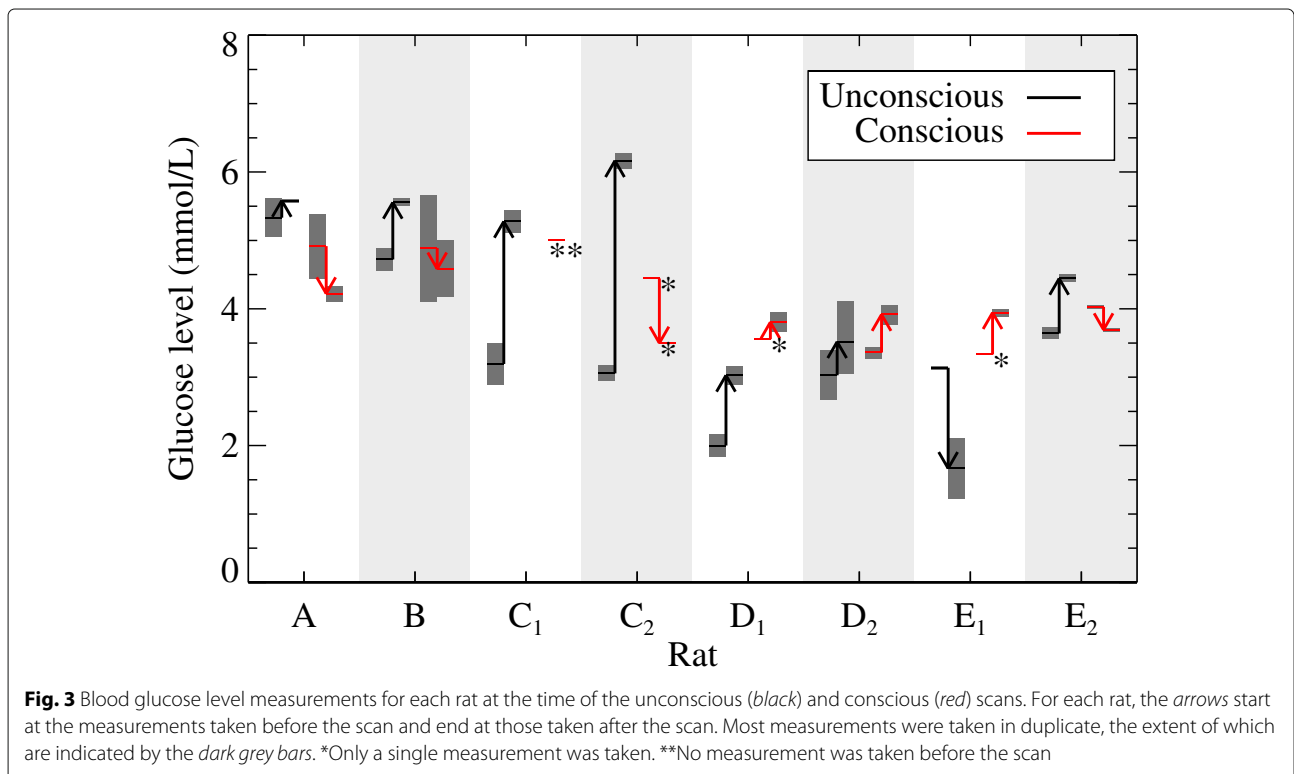 8
6
4
2
0
Glucose level (mmol/L)
Unconscious
Conscious
**
*
*
*
*
A B C₁ C₂ D₁ D₂ E₁ E₂
Rat
Fig. 3 Blood glucose level measurements for each rat at the time of the unconscious (black) and conscious (red) scans. For each rat, the arrows start
at the measurements taken before the scan and end at those taken after the scan. Most measurements were taken in duplicate, the extent of which
are indicated by the dark grey bars. *Only a single measurement was taken. **No measurement was taken before the scan